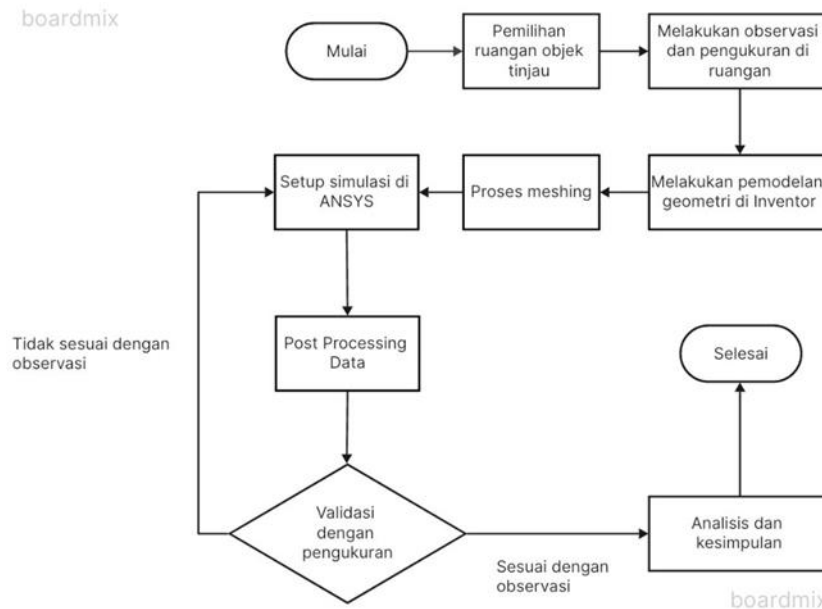 boardmix
Mulai
Pemilihan
ruangan objek
tinjau
Melakukan observasi
dan pengukuran di
ruangan
Setup simulasi di
ANSYS
Proses meshing
Melakukan pemodelan
geometri di Inventor
Tidak sesuai dengan
observasi
Post Processing
Data
Selesai
Validasi
dengan
pengukuran
Sesuai dengan
observasi
Analisis dan
kesimpulan
boardmix